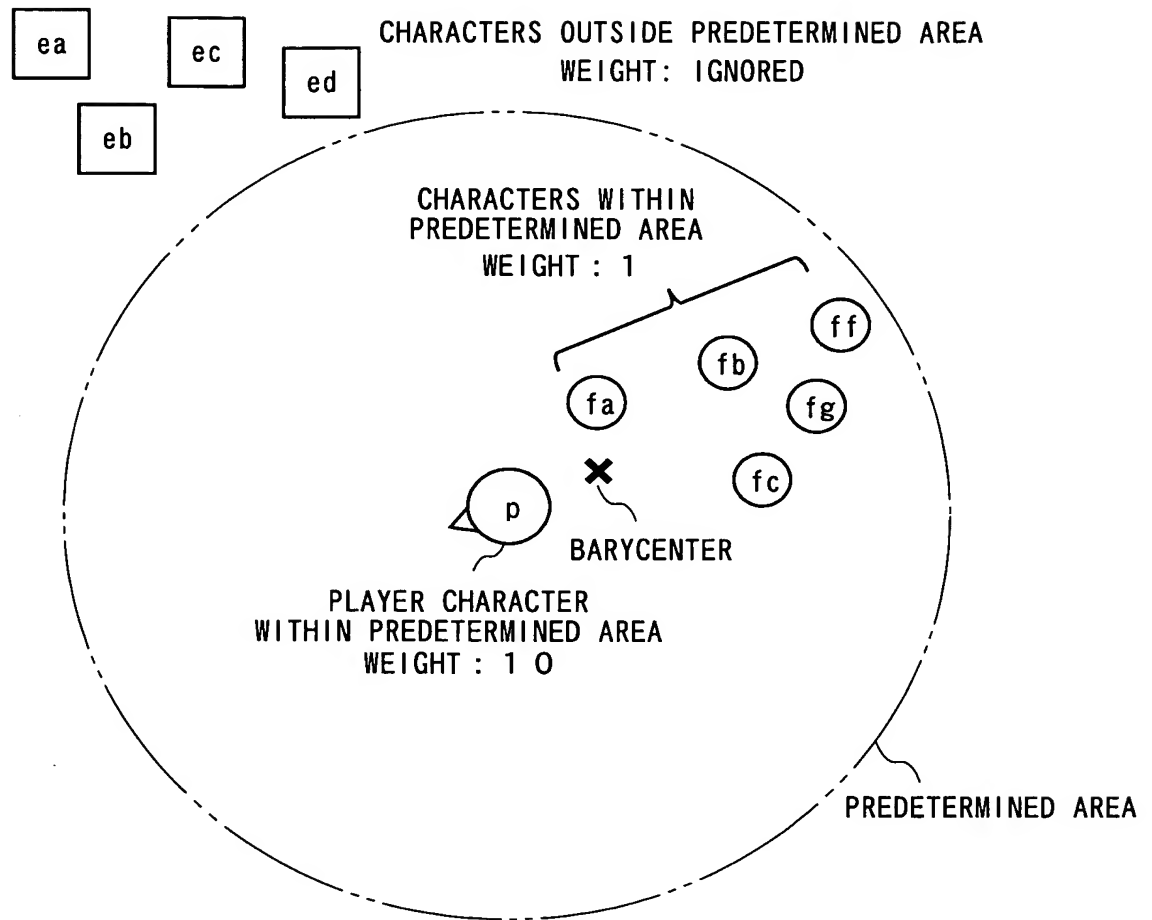 ea
ec
ed
eb
CHARACTERS OUTSIDE PREDETERMINED AREA
WEIGHT: IGNORED
CHARACTERS WITHIN
PREDETERMINED AREA
WEIGHT : 1
ff
fb
fa
fg
fc
p
BARYCENTER
PLAYER CHARACTER
WITHIN PREDETERMINED AREA
WEIGHT : 10
PREDETERMINED AREA